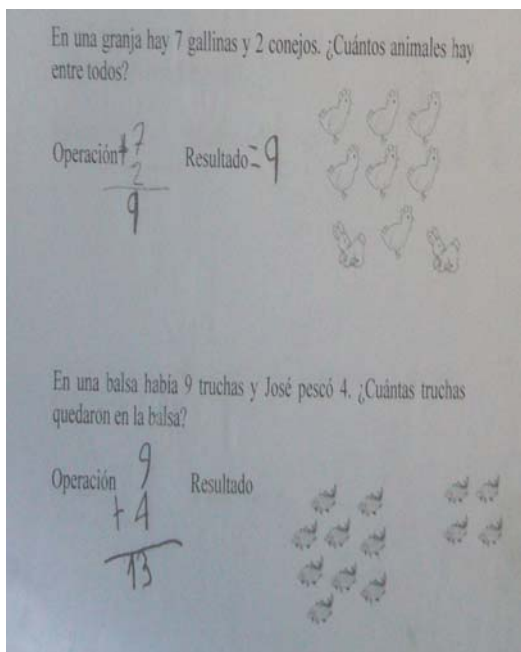 En una granja hay 7 gallinas y 2 conejos. ¿Cuántos animales hay
entre todos?
Operación + 7 Resultado = 9
2
9
En una balsa había 9 truchas y José pescó 4. ¿Cuántas truchas
quedaron en la balsa?
Operación 9 Resultado
+ 4
13